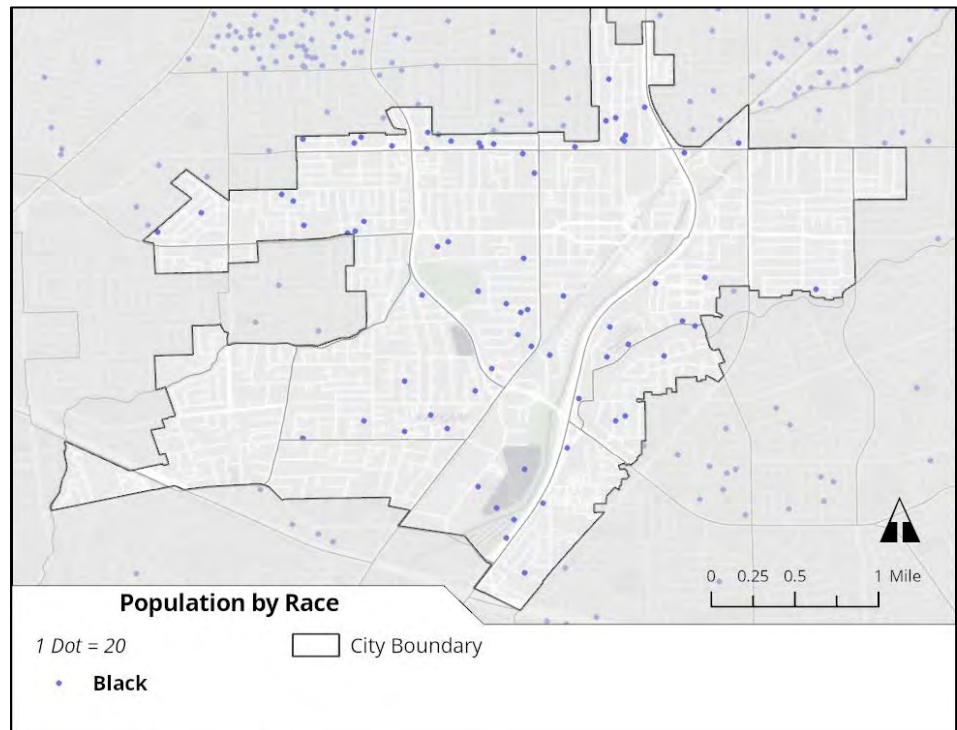 0 0.25 0.5 1 Mile
Population by Race
1 Dot = 20
City Boundary
Black